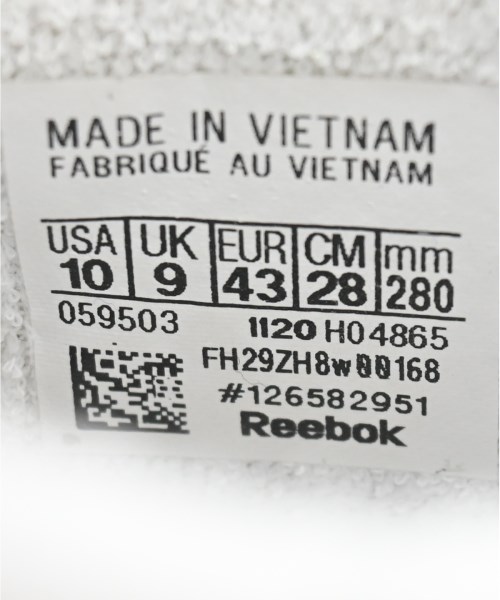 MADE IN VIETNAM
FABRIQUÉ AU VIETNAM
USA UK EUR CM mm
10 9 43 28 280
059503 1120 H04865
FH29ZH8w00168
#126582951
Reebok